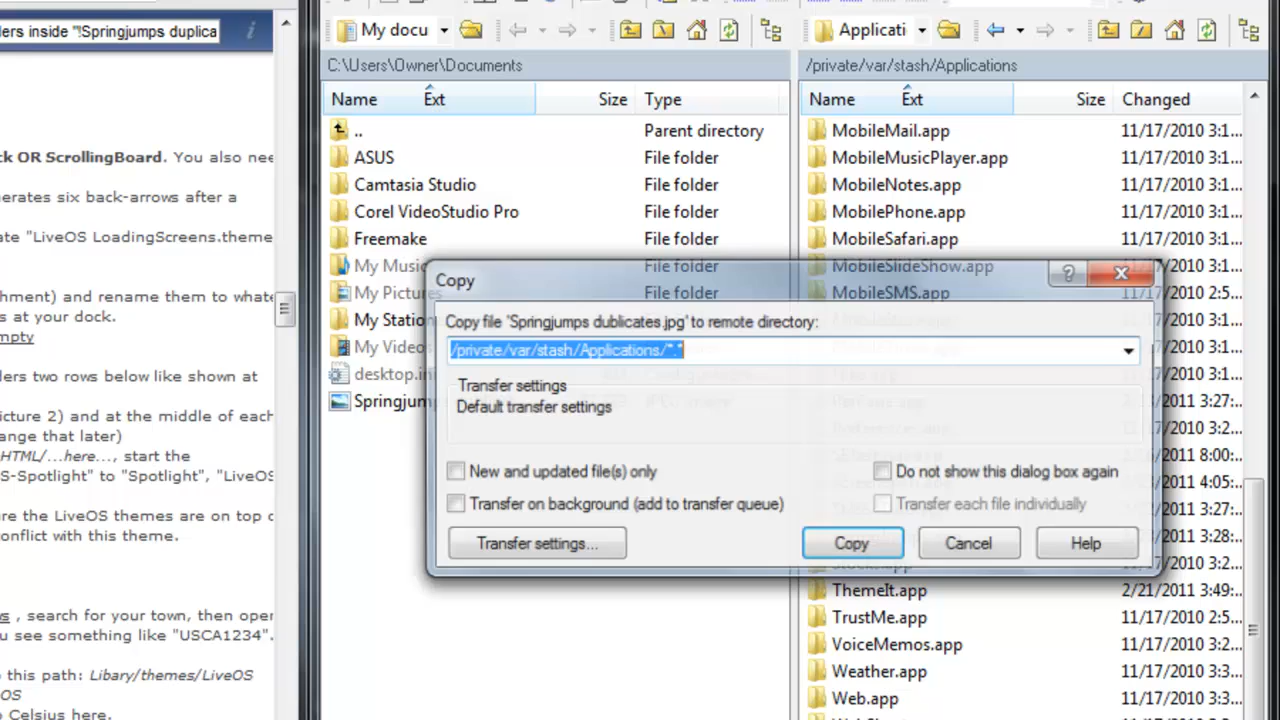 ders inside "!Springjumps duplica
ck OR ScrollingBoard. You also nee
nerates six back-arrows after a
ate "LiveOS LoadingScreens.theme
hment) and rename them to whate
s at your dock.
empty
ders two rows below like shown at
icture 2) and at the middle of each
ange that later)
HTML/...here..., start the
S-Spotlight" to "Spotlight", "LiveOS
re the LiveOS themes are on top o
onflict with this theme.
ws , search for your town, then open
u see something like "USCA1234".
o this path: Libary/themes/LiveOS
OS
o Celsius here.
My docu
C:\Users\Owner\Documents
Name Ext Size Type
.. Parent directory
ASUS File folder
Camtasia Studio File folder
Corel VideoStudio Pro File folder
Freemake File folder
My Music File folder
My Pictures File folder
My Station
My Videos
desktop.ini
Springjump
Applicati
/private/var/stash/Applications
Name Ext Size Changed
MobileMail.app 11/17/2010 3:1...
MobileMusicPlayer.app 11/17/2010 3:1...
MobileNotes.app 11/17/2010 3:1...
MobilePhone.app 11/17/2010 3:1...
MobileSafari.app 11/17/2010 3:1...
MobileSlideShow.app 11/17/2010 3:1...
MobileSMS.app 11/17/2010 2:5...
Stocks.app 11/17/2010 3:2...
ThemeIt.app 2/21/2011 3:49:...
TrustMe.app 11/17/2010 2:5...
VoiceMemos.app 11/17/2010 3:2...
Weather.app 11/17/2010 3:3...
Web.app 11/17/2010 3:3...
Copy
Copy file 'Springjumps dublicates.jpg' to remote directory:
/private/var/stash/Applications/*.*
Transfer settings
Default transfer settings
New and updated file(s) only
Do not show this dialog box again
Transfer on background (add to transfer queue)
Transfer each file individually
Transfer settings...
Copy
Cancel
Help